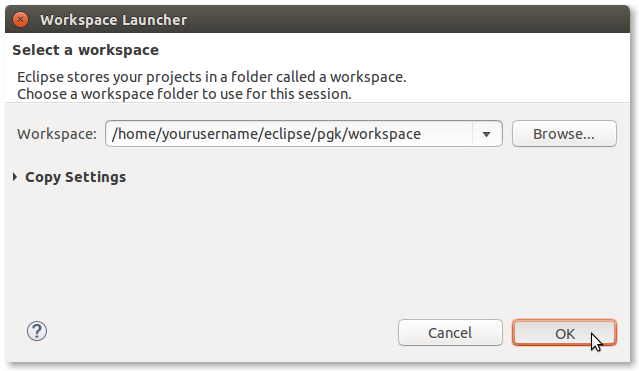 Workspace Launcher
Select a workspace
Eclipse stores your projects in a folder called a workspace.
Choose a workspace folder to use for this session.
Workspace: /home/yourusername/eclipse/pgk/workspace Browse...
Copy Settings
? Cancel OK